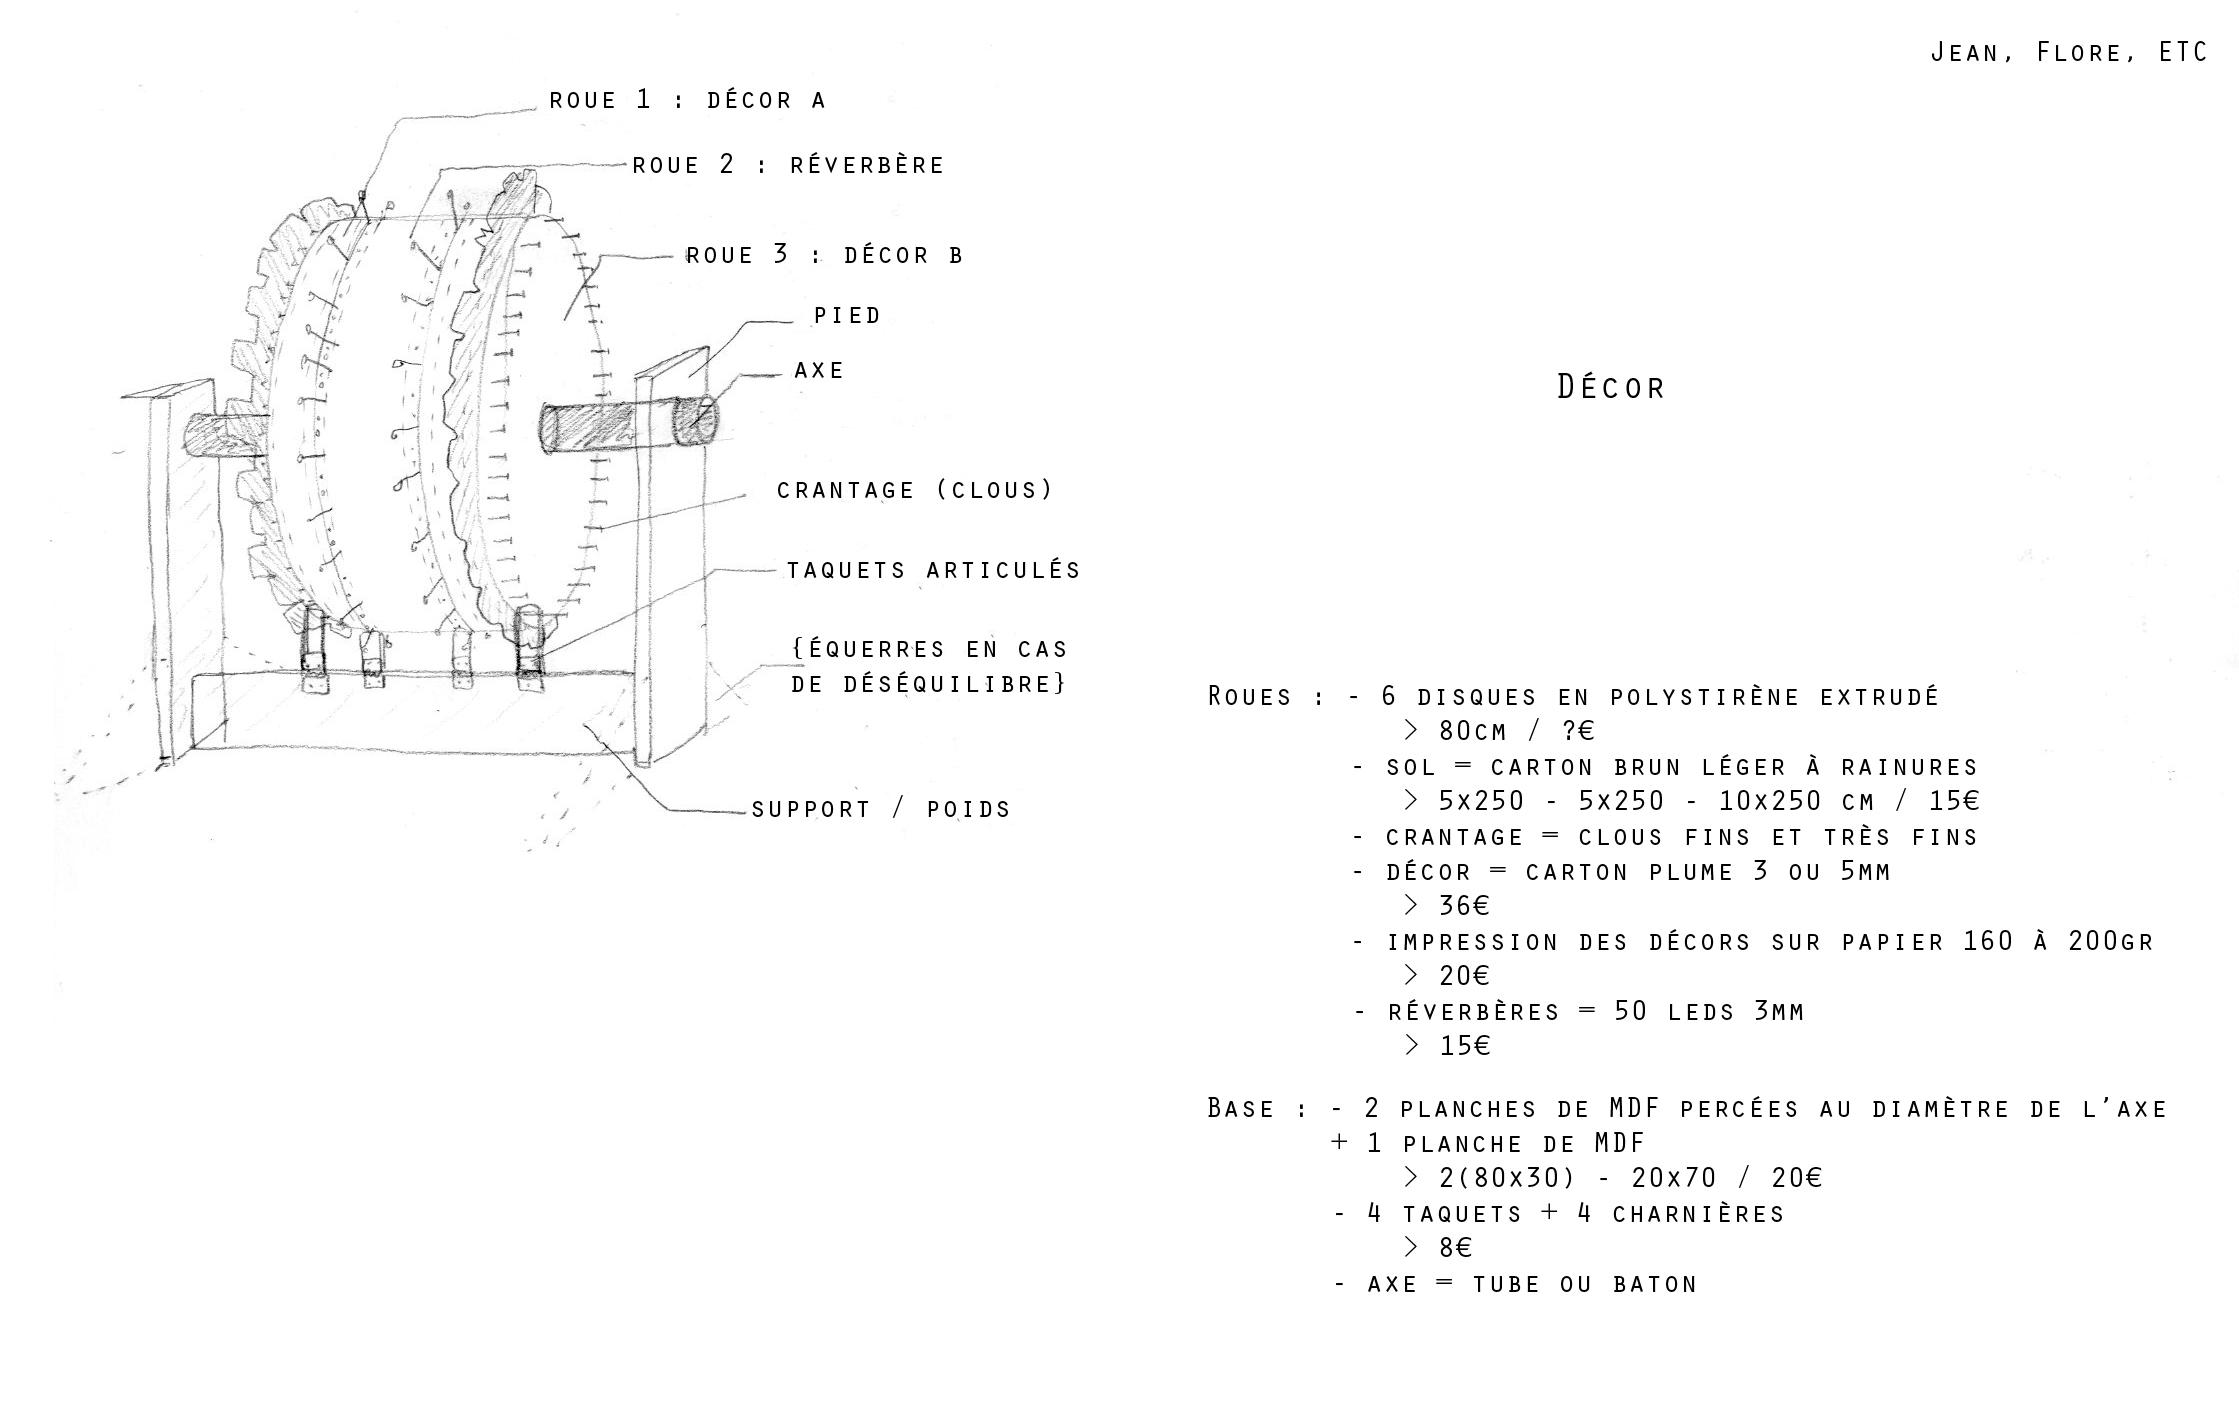 Jean, Flore, ETC
roue 1 : décor a
roue 2 : réverbère
roue 3 : décor b
pied
axe
crantage (clous)
taquets articulés
{équerres en cas
de déséquilibre}
support / poids
Décor
Roues : - 6 disques en polystirène extrudé
> 80cm / ?€
- sol = carton brun léger à rainures
> 5x250 - 5x250 - 10x250 cm / 15€
- crantage = clous fins et très fins
- décor = carton plume 3 ou 5mm
> 36€
- impression des décors sur papier 160 à 200gr
> 20€
- réverbères = 50 leds 3mm
> 15€
Base : - 2 planches de MDF percées au diamètre de l'axe
+ 1 planche de MDF
> 2(80x30) - 20x70 / 20€
- 4 taquets + 4 charnières
> 8€
- axe = tube ou baton